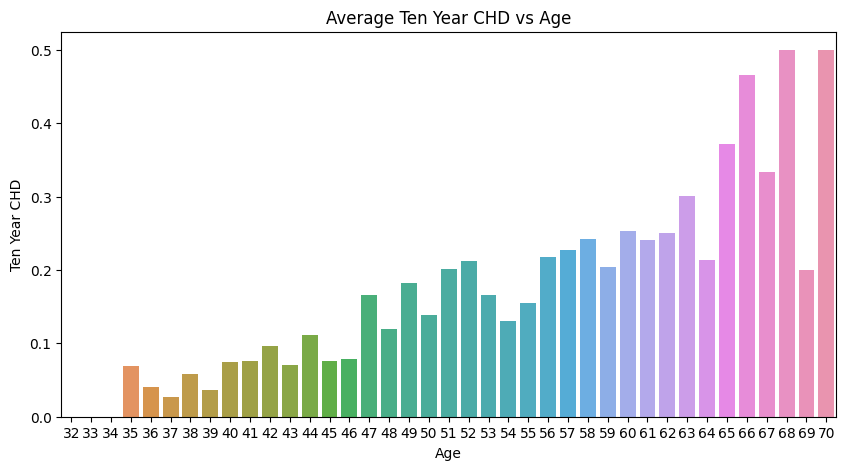 Average Ten Year CHD vs Age
0.5
0.4
0.3
0.2
0.1
0.0
Ten Year CHD
32 33 34 35 36 37 38 39 40 41 42 43 44 45 46 47 48 49 50 51 52 53 54 55 56 57 58 59 60 61 62 63 64 65 66 67 68 69 70
Age